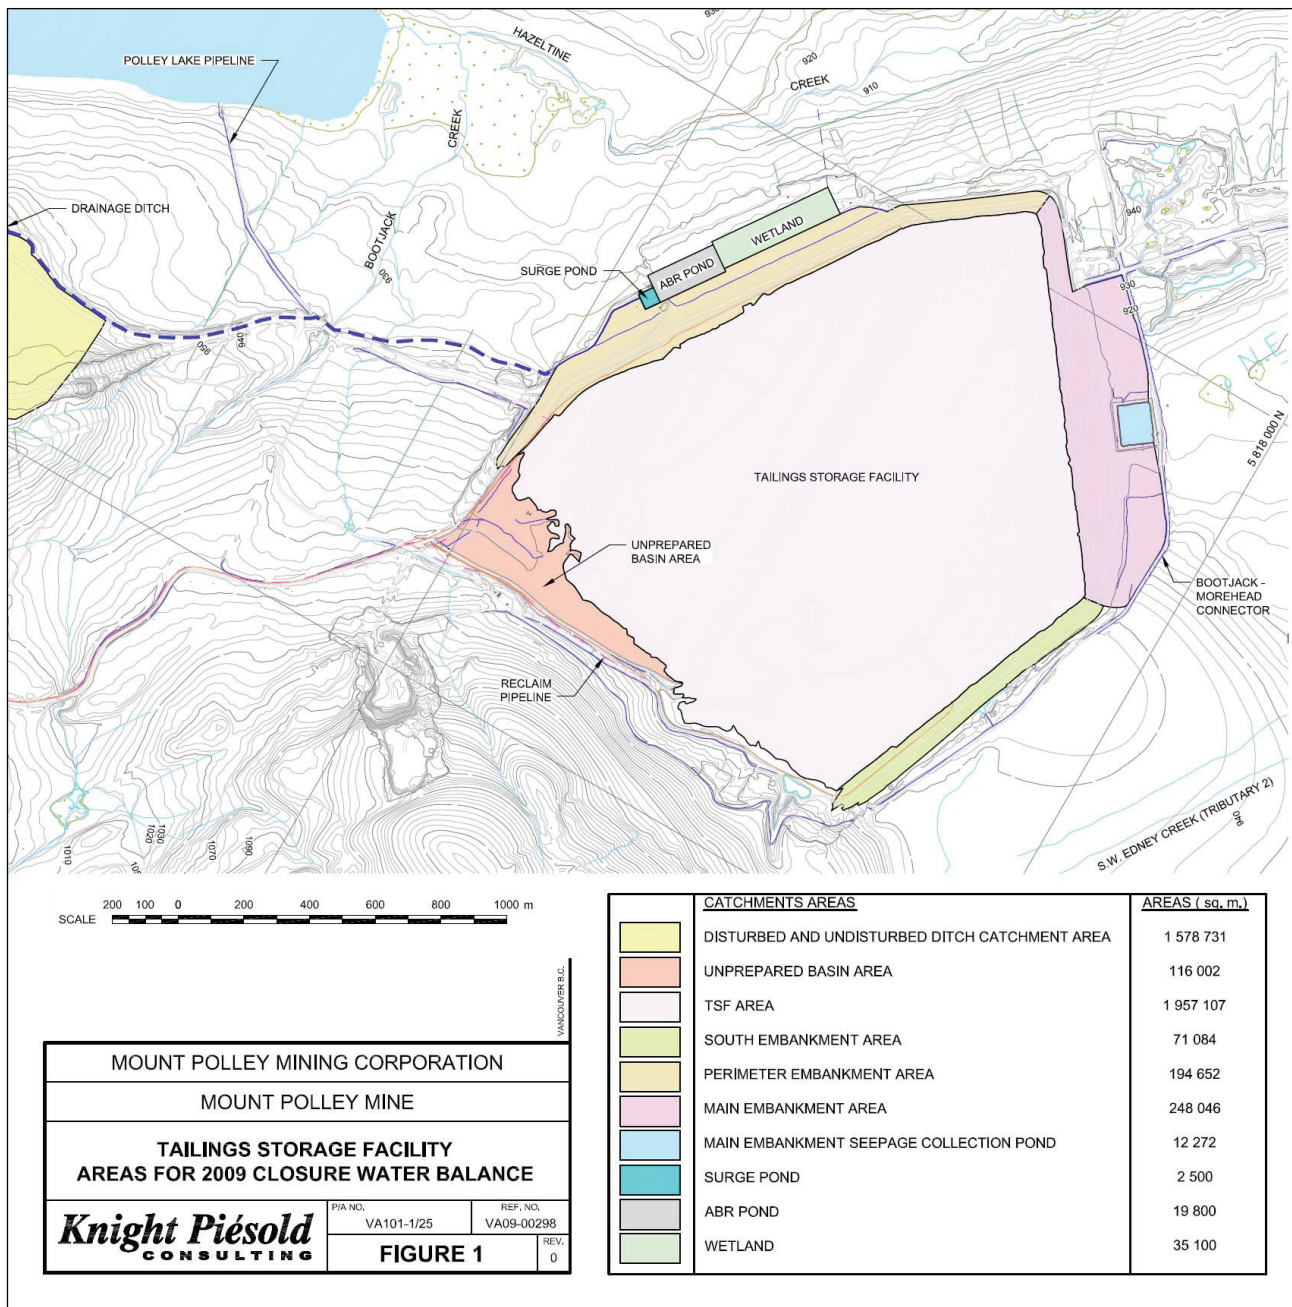 930
HAZELTINE
920
CREEK
910
POLLEY LAKE PIPELINE
CREEK
DRAINAGE DITCH
940
BOOTJACK
WETLAND
930
SURGE POND
ABR POND
930
920
950
940
NE
5 818 000 N
TAILINGS STORAGE FACILITY
UNPREPARED
BASIN AREA
BOOTJACK -
MOREHEAD
CONNECTOR
RECLAIM
PIPELINE
S.W. EDNEY CREEK (TRIBUTARY 2)
940
1010
1020
1030
1070
1090
SCALE 200 100 0 200 400 600 800 1000 m
CATCHMENTS AREAS AREAS ( sq. m.)
DISTURBED AND UNDISTURBED DITCH CATCHMENT AREA 1 578 731
UNPREPARED BASIN AREA 116 002
TSF AREA 1 957 107
SOUTH EMBANKMENT AREA 71 084
PERIMETER EMBANKMENT AREA 194 652
MAIN EMBANKMENT AREA 248 046
MAIN EMBANKMENT SEEPAGE COLLECTION POND 12 272
SURGE POND 2 500
ABR POND 19 800
WETLAND 35 100
VANCOUVER B.C.
MOUNT POLLEY MINING CORPORATION
MOUNT POLLEY MINE
TAILINGS STORAGE FACILITY
AREAS FOR 2009 CLOSURE WATER BALANCE
Knight Piésold
CONSULTING
P/A NO.
VA101-1/25
REF. NO.
VA09-00298
FIGURE 1
REV.
0